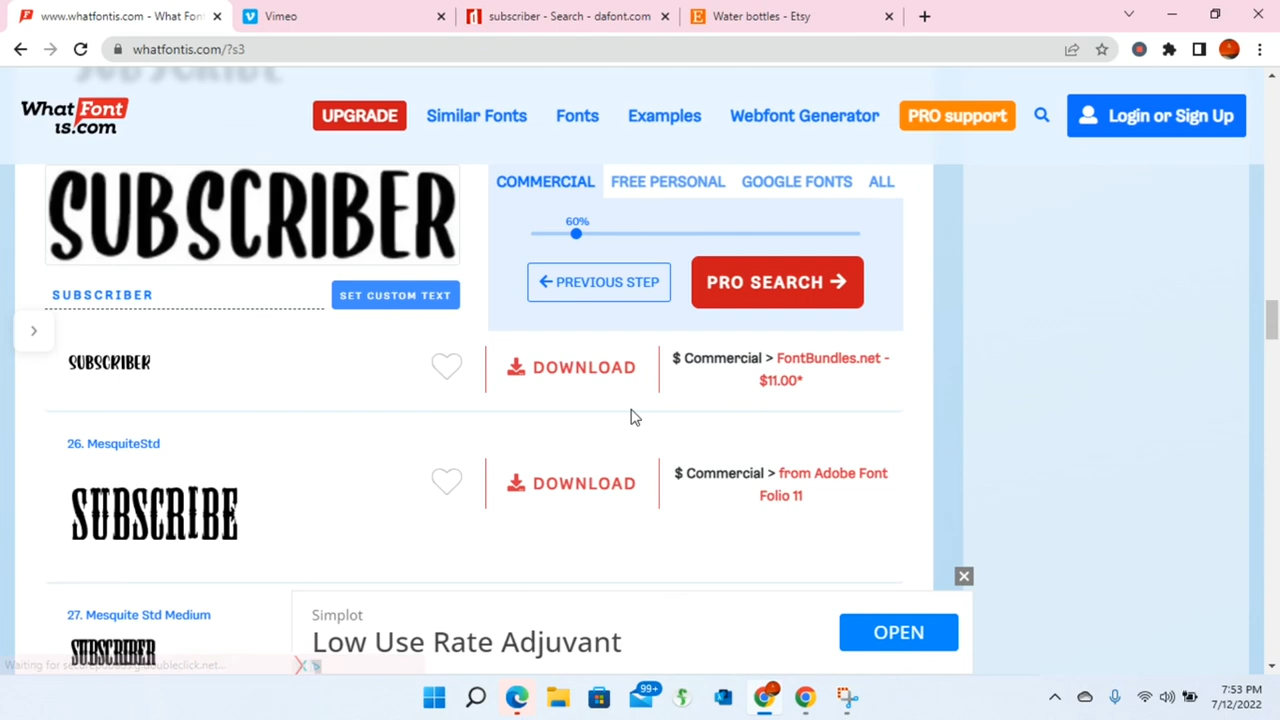 www.whatfontis.com - What Font
Vimeo
subscriber - Search - dafont.com
Water bottles - Etsy
whatfontis.com/?s3
SUBSCRIBE
What Font is.com
UPGRADE
Similar Fonts
Fonts
Examples
Webfont Generator
PRO support
Login or Sign Up
SUBSCRIBER
COMMERCIAL
FREE PERSONAL
GOOGLE FONTS
ALL
60%
PREVIOUS STEP
PRO SEARCH
SUBSCRIBER
SET CUSTOM TEXT
SUBSCRIBER
DOWNLOAD
$ Commercial > FontBundles.net -
$11.00*
26. MesquiteStd
SUBSCRIBE
DOWNLOAD
$ Commercial > from Adobe Font
Folio 11
27. Mesquite Std Medium
SUBSCRIBER
Simplot
Low Use Rate Adjuvant
OPEN
99+
7:53 PM
7/12/2022